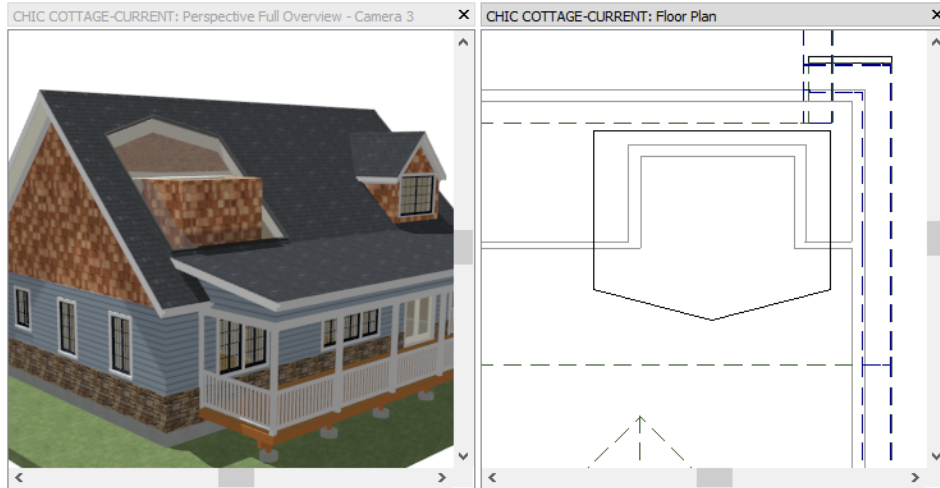 CHIC COTTAGE-CURRENT: Perspective Full Overview - Camera 3
CHIC COTTAGE-CURRENT: Floor Plan